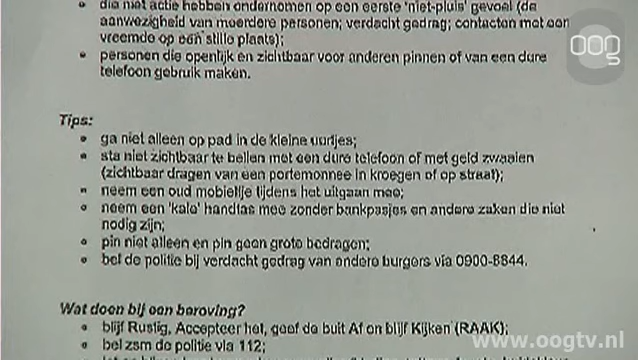 die niet actie hebben ondernomen op een eerste 'niet-pluis' gevoel (de
aanwezigheid van meerdere personen; verdacht gedrag; contacten met een
vreemde op een stille plaats);
personen die openlijk en zichtbaar voor anderen pinnen of van een dure
telefoon gebruik maken.
oog
Tips:
ga niet alleen op pad in de kleine uurtjes;
sta niet zichtbaar te bellen met een dure telefoon of met geld zwaaien
(zichtbaar dragen van een portemonnee in kroegen of op straat);
neem een oud mobieltje tijdens het uitgaan mee;
neem een 'kale' handtas mee zonder bankpasjes en andere zaken die niet
nodig zijn;
pin niet alleen en pin geen grote bedragen;
bel de politie bij verdacht gedrag van andere burgers via 0900-8844.
Wat doen bij een beroving?
blijf Rustig, Accepteer het, geef de buit Af en blijf Kijken (RAAK);
bel zsm de politie via 112;
www.oogtv.nl